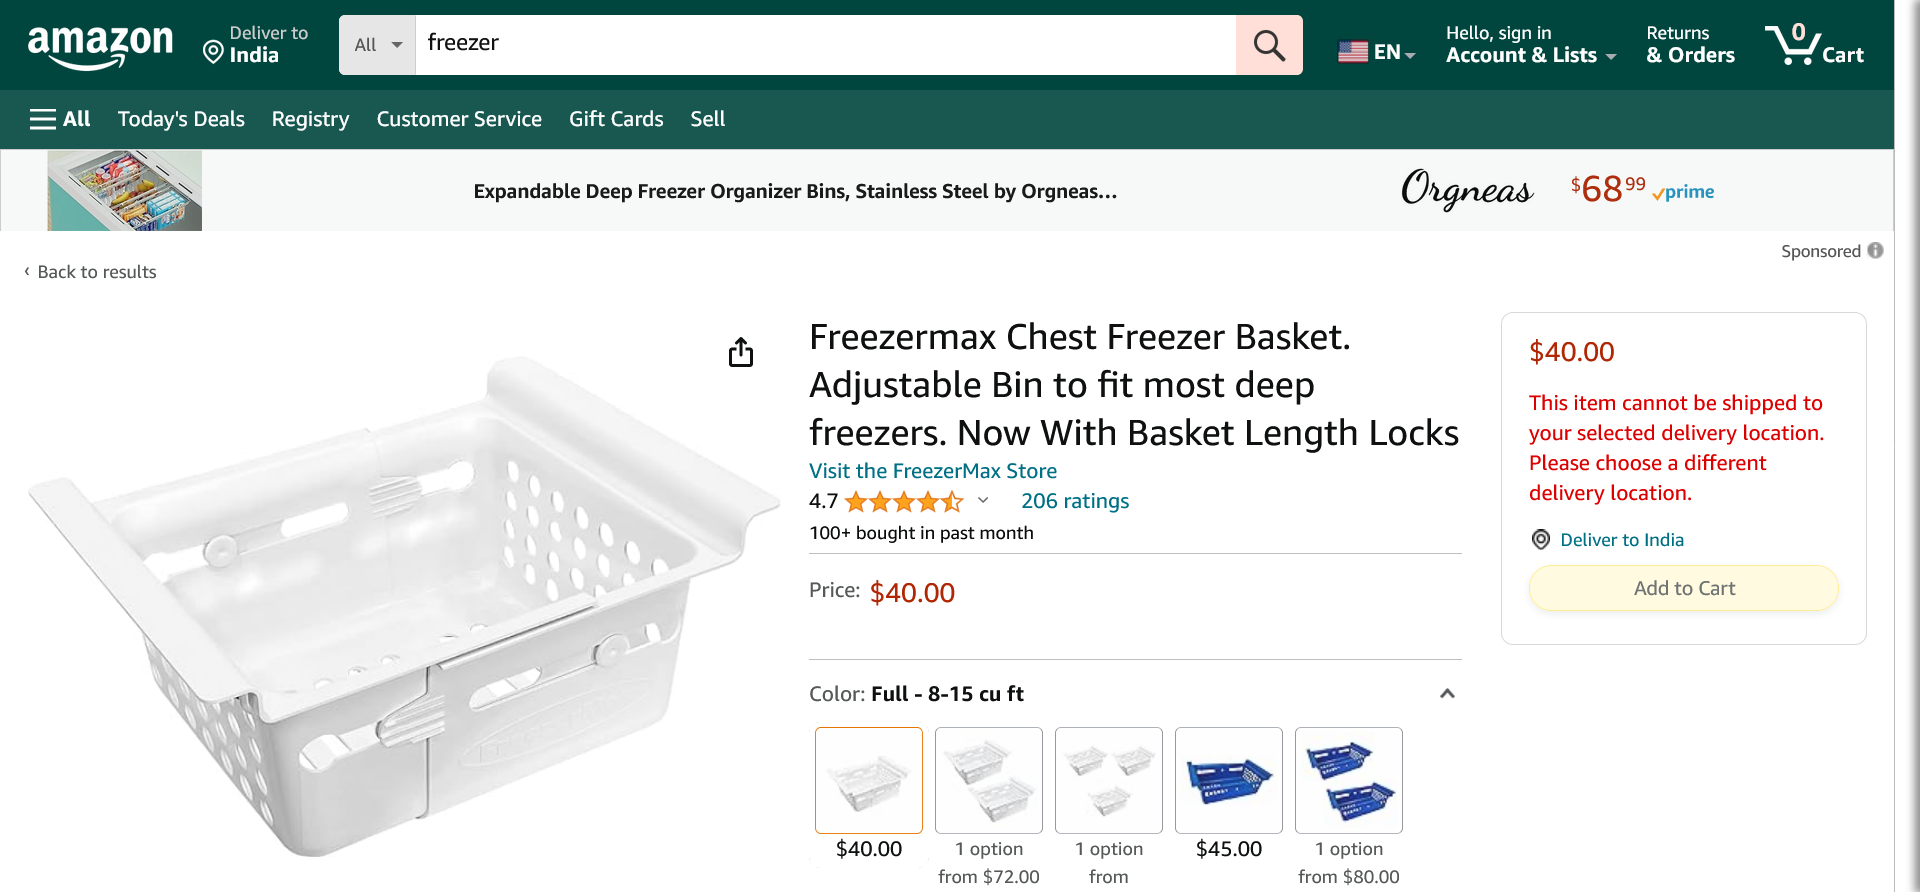 amazon
Deliver to
India
All
freezer
EN
Hello, sign in
Account & Lists
Returns
& Orders
0
Cart
All
Today's Deals
Registry
Customer Service
Gift Cards
Sell
Expandable Deep Freezer Organizer Bins, Stainless Steel by Orgneas...
Orgneas
$68 99 prime
Sponsored
‹ Back to results
Freezermax Chest Freezer Basket.
Adjustable Bin to fit most deep
freezers. Now With Basket Length Locks
Visit the FreezerMax Store
4.7
206 ratings
100+ bought in past month
Price: $40.00
Color: Full - 8-15 cu ft
$40.00
1 option
from $72.00
1 option
from
$45.00
1 option
from $80.00
$40.00
This item cannot be shipped to
your selected delivery location.
Please choose a different
delivery location.
Deliver to India
Add to Cart